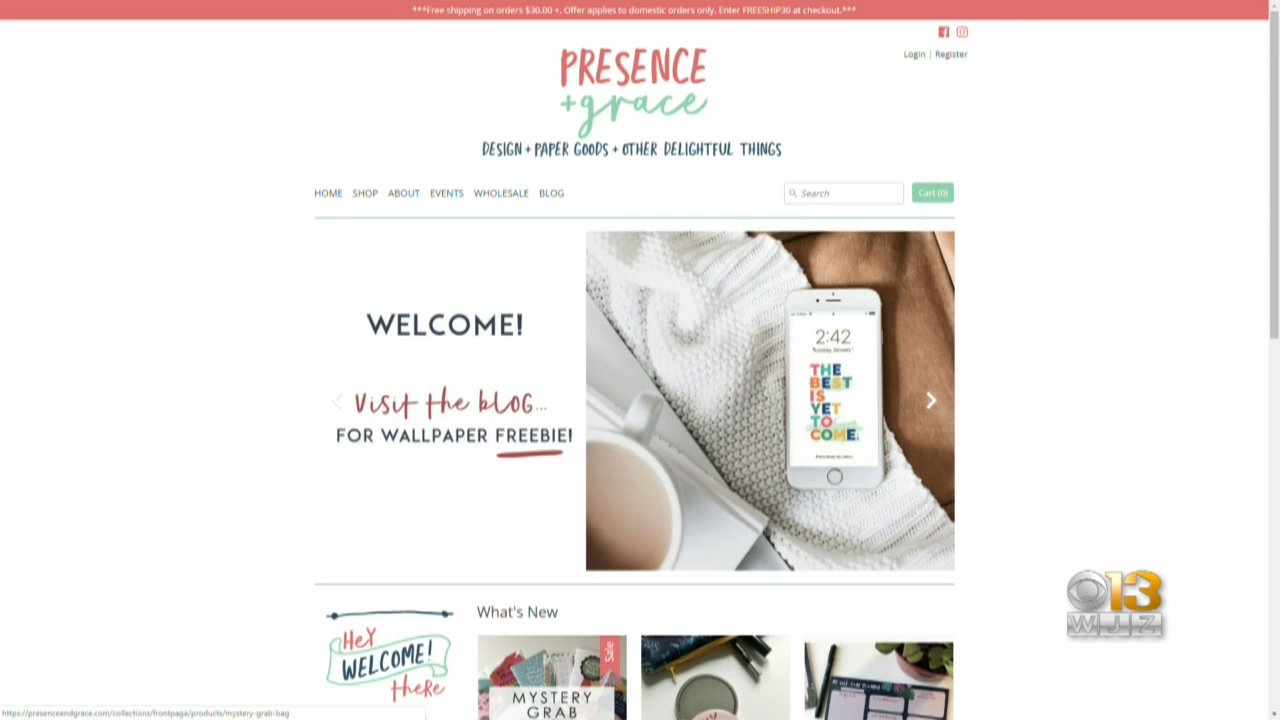 ***Free shipping on orders $30.00 +. Offer applies to domestic orders only. Enter FREESHIP30 at checkout.***
Login | Register
PRESENCE
+grace
DESIGN + PAPER GOODS + OTHER DELIGHTFUL THINGS
HOME SHOP ABOUT EVENTS WHOLESALE BLOG
Search
Cart (0)
WELCOME!
Visit the blog...
FOR WALLPAPER FREEBIE!
2:42
THE
BEST
IS
YET
TO
COME.
13
WJZ
What's New
HEY
WELCOME!
there
Sale
MYSTERY
GRAB
https://presenceandgrace.com/collections/frontpage/products/mystery-grab-bag